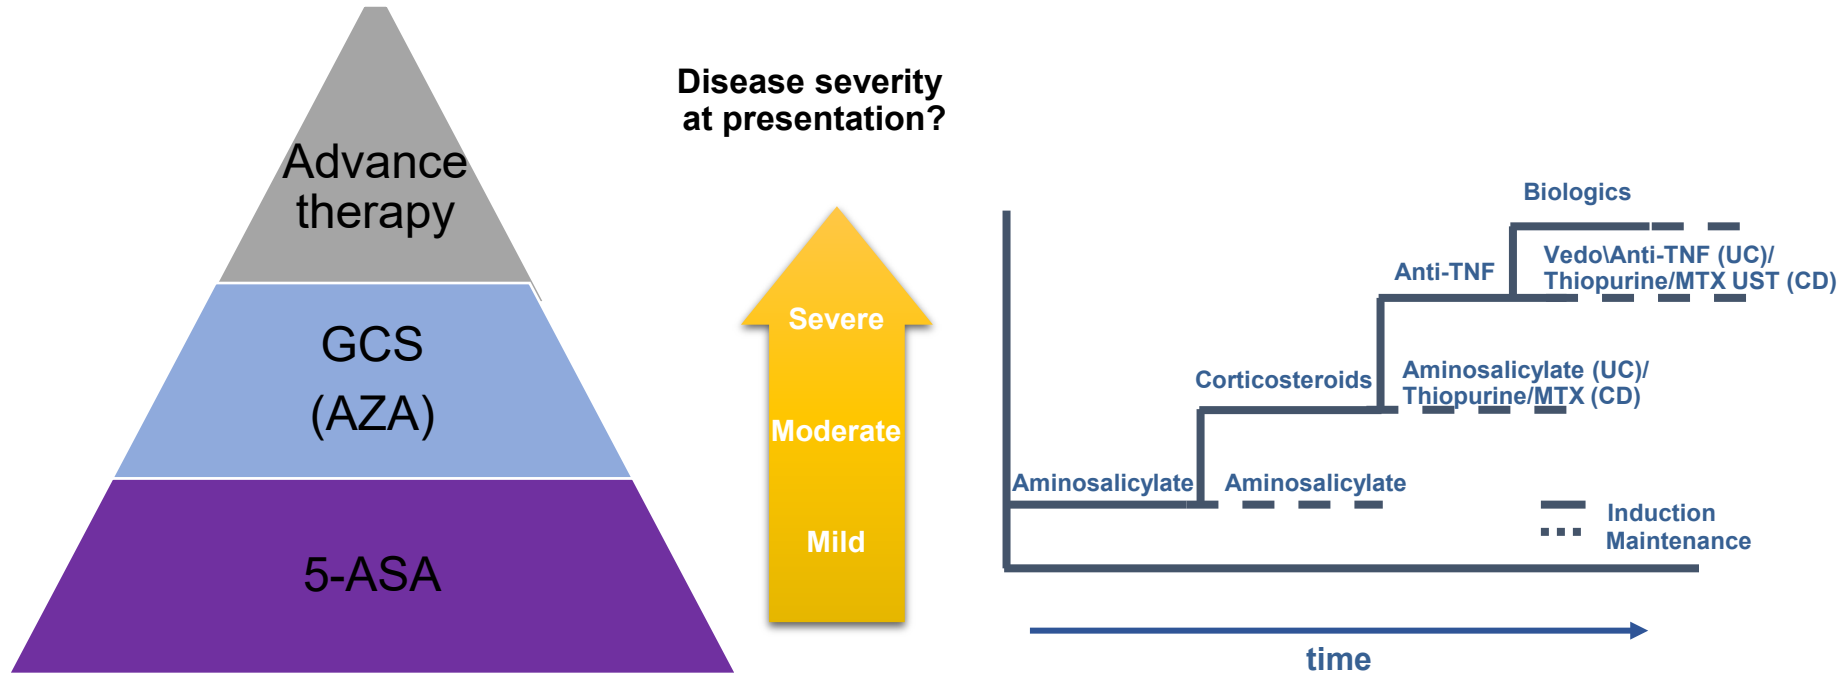 Advance
therapy
GCS
(AZA)
5-ASA
Disease severity
at presentation?
Severe
Moderate
Mild
Biologics
Vedo\Anti-TNF (UC)/
Thiopurine/MTX UST (CD)
Anti-TNF
Corticosteroids
Aminosalicylate (UC)/
Thiopurine/MTX (CD)
Aminosalicylate
Aminosalicylate
Induction
Maintenance
time